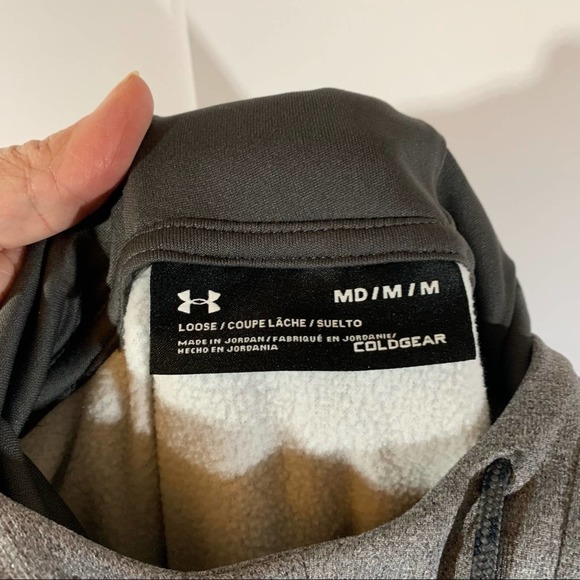 MD / M / M
LOOSE / COUPE LÂCHE / SUELTO
MADE IN JORDAN / FABRIQUÉ EN JORDANIE/
HECHO EN JORDANIA
COLDGEAR